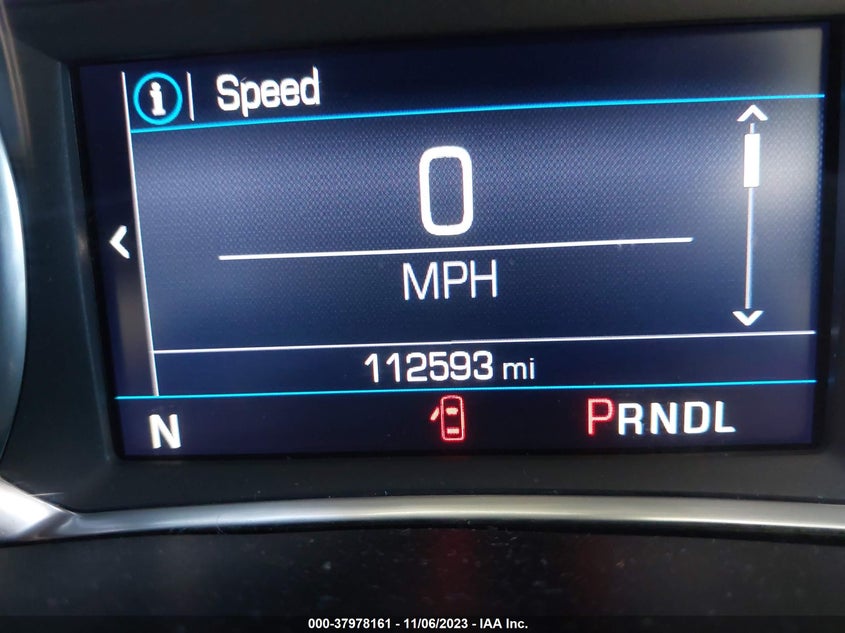 i Speed
0
MPH
112593 mi
N PRNDL
000-37978161 - 11/06/2023 - IAA Inc.